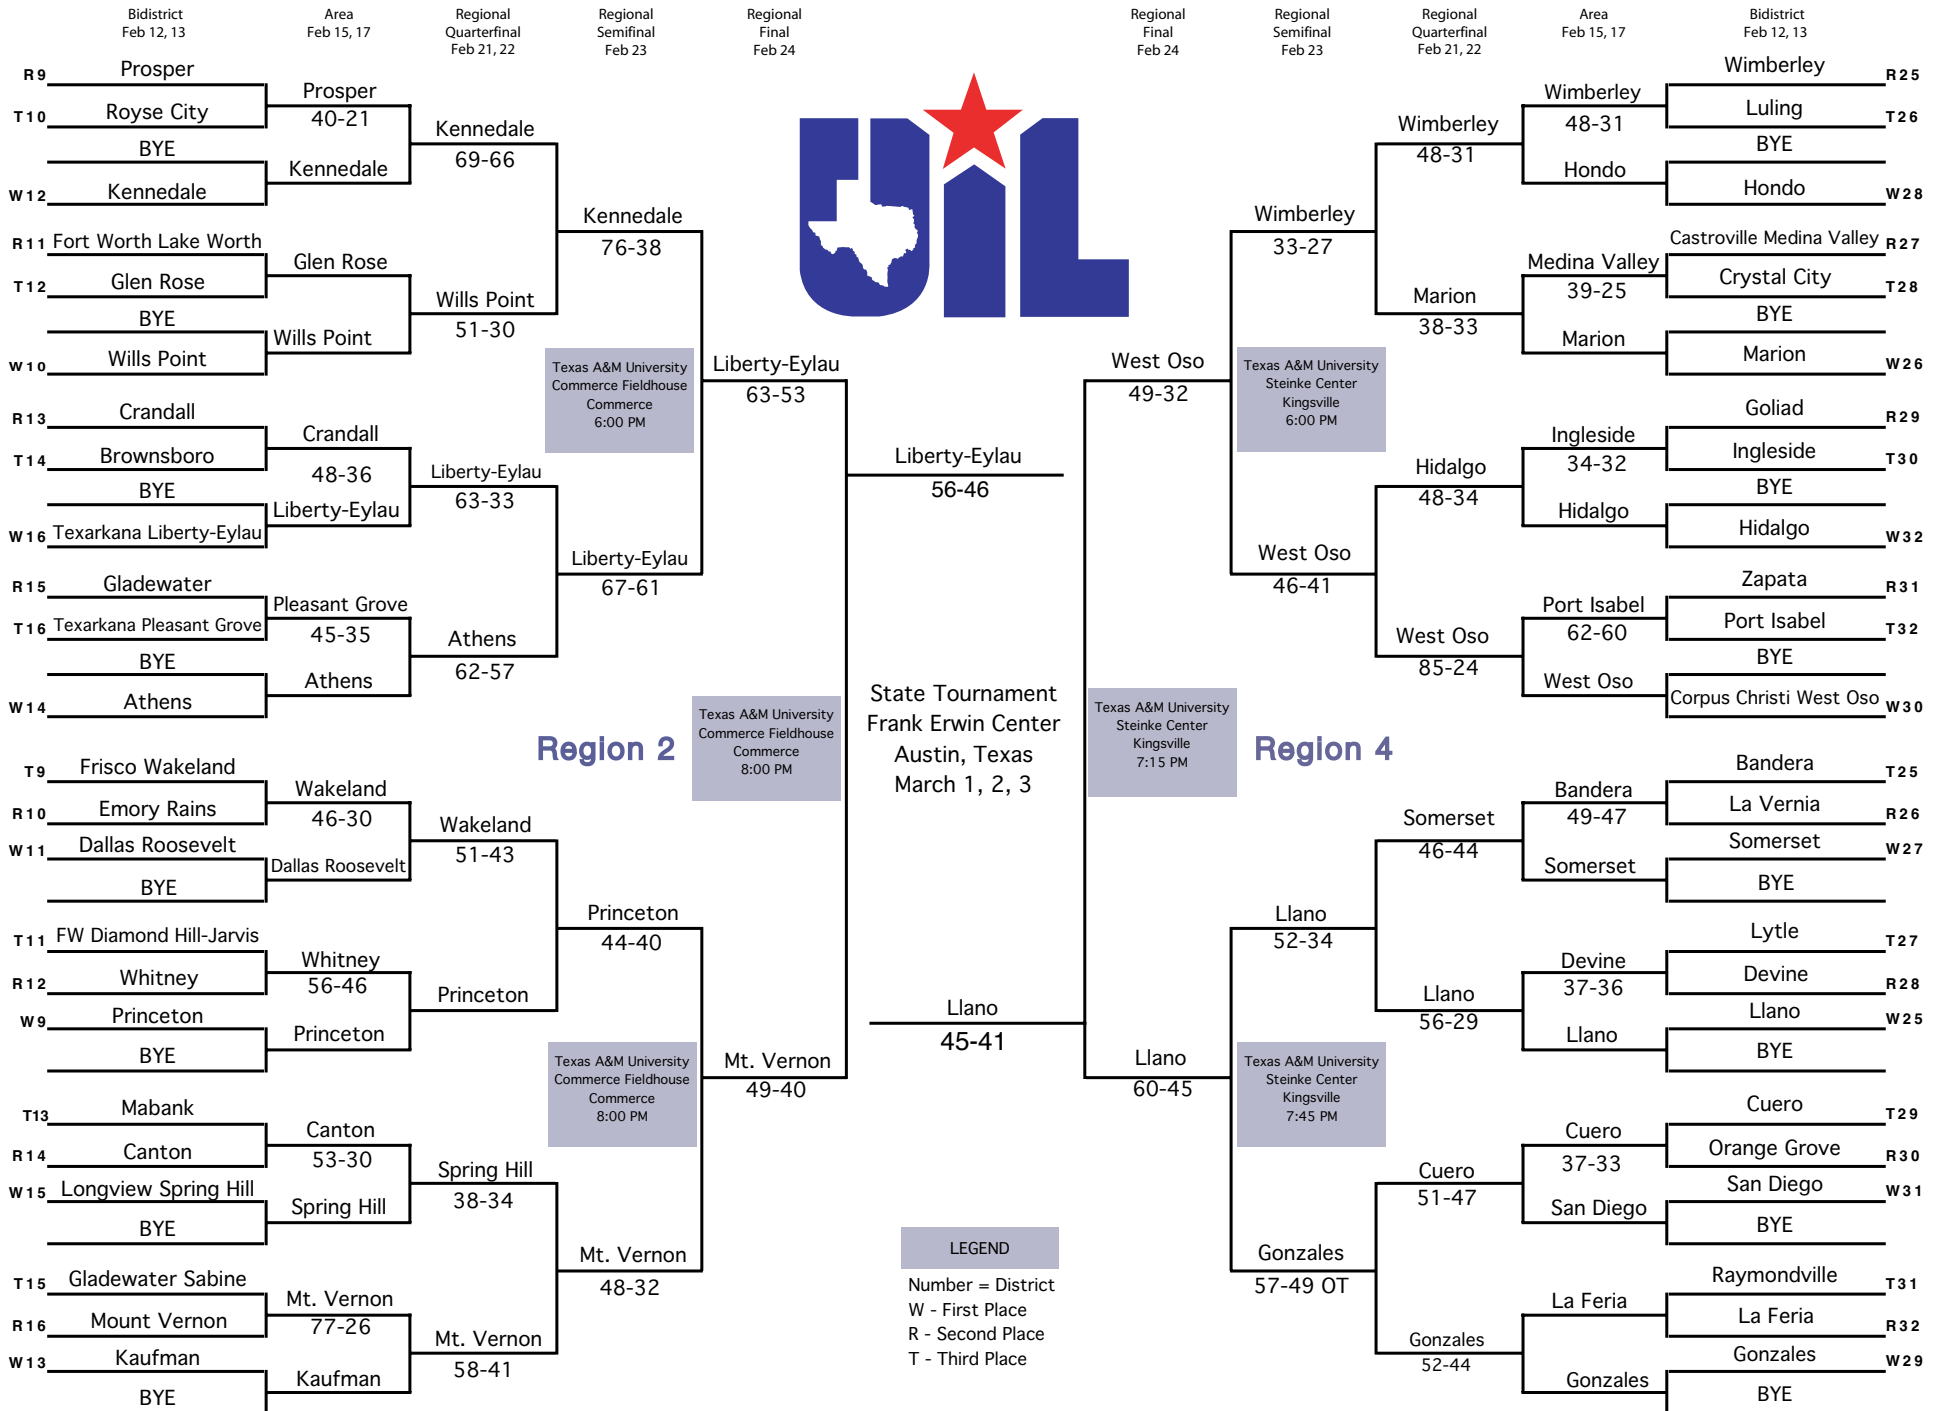 Bidistrict
Feb 12, 13
Area
Feb 15, 17
Regional
Quarterfinal
Feb 21, 22
Regional
Semifinal
Feb 23
Regional
Final
Feb 24
Regional
Final
Feb 24
Regional
Semifinal
Feb 23
Regional
Quarterfinal
Feb 21, 22
Area
Feb 15, 17
Bidistrict
Feb 12, 13
R9 Prosper
T10 Royse City
BYE
W12 Kennedale
R11 Fort Worth Lake Worth
T12 Glen Rose
BYE
W10 Wills Point
R13 Crandall
T14 Brownsboro
BYE
W16 Texarkana Liberty-Eylau
R15 Gladewater
T16 Texarkana Pleasant Grove
BYE
W14 Athens
T9 Frisco Wakeland
R10 Emory Rains
W11 Dallas Roosevelt
BYE
T11 FW Diamond Hill-Jarvis
R12 Whitney
W9 Princeton
BYE
T13 Mabank
R14 Canton
W15 Longview Spring Hill
BYE
T15 Gladewater Sabine
R16 Mount Vernon
W13 Kaufman
BYE
Prosper
40-21
Kennedale
Glen Rose
Wills Point
Crandall
48-36
Liberty-Eylau
Pleasant Grove
45-35
Athens
Wakeland
46-30
Dallas Roosevelt
Whitney
56-46
Princeton
Canton
53-30
Spring Hill
Mt. Vernon
77-26
Kaufman
Kennedale
69-66
Wills Point
51-30
Liberty-Eylau
63-33
Athens
62-57
Wakeland
51-43
Princeton
Spring Hill
38-34
Mt. Vernon
58-41
Kennedale
76-38
Texas A&M University
Commerce Fieldhouse
Commerce
6:00 PM
Liberty-Eylau
67-61
Region 2
Princeton
44-40
Texas A&M University
Commerce Fieldhouse
Commerce
8:00 PM
Mt. Vernon
48-32
Liberty-Eylau
63-53
Texas A&M University
Commerce Fieldhouse
Commerce
8:00 PM
Mt. Vernon
49-40
UIL
Liberty-Eylau
56-46
State Tournament
Frank Erwin Center
Austin, Texas
March 1, 2, 3
Llano
45-41
LEGEND
Number = District
W - First Place
R - Second Place
T - Third Place
West Oso
49-32
Texas A&M University
Steinke Center
Kingsville
7:15 PM
Llano
60-45
Wimberley
33-27
Texas A&M University
Steinke Center
Kingsville
6:00 PM
West Oso
46-41
Region 4
Llano
52-34
Texas A&M University
Steinke Center
Kingsville
7:45 PM
Gonzales
57-49 OT
Wimberley
48-31
Marion
38-33
Hidalgo
48-34
West Oso
85-24
Somerset
46-44
Llano
56-29
Cuero
51-47
Gonzales
52-44
Wimberley
48-31
Hondo
Medina Valley
39-25
Marion
Ingleside
34-32
Hidalgo
Port Isabel
62-60
West Oso
Bandera
49-47
Somerset
Devine
37-36
Llano
Cuero
37-33
San Diego
La Feria
Gonzales
Wimberley R25
Luling T26
BYE
Hondo W28
Castroville Medina Valley R27
Crystal City T28
BYE
Marion W26
Goliad R29
Ingleside T30
BYE
Hidalgo W32
Zapata R31
Port Isabel T32
BYE
Corpus Christi West Oso W30
Bandera T25
La Vernia R26
Somerset W27
BYE
Lytle T27
Devine R28
Llano W25
BYE
Cuero T29
Orange Grove R30
San Diego W31
BYE
Raymondville T31
La Feria R32
Gonzales W29
BYE